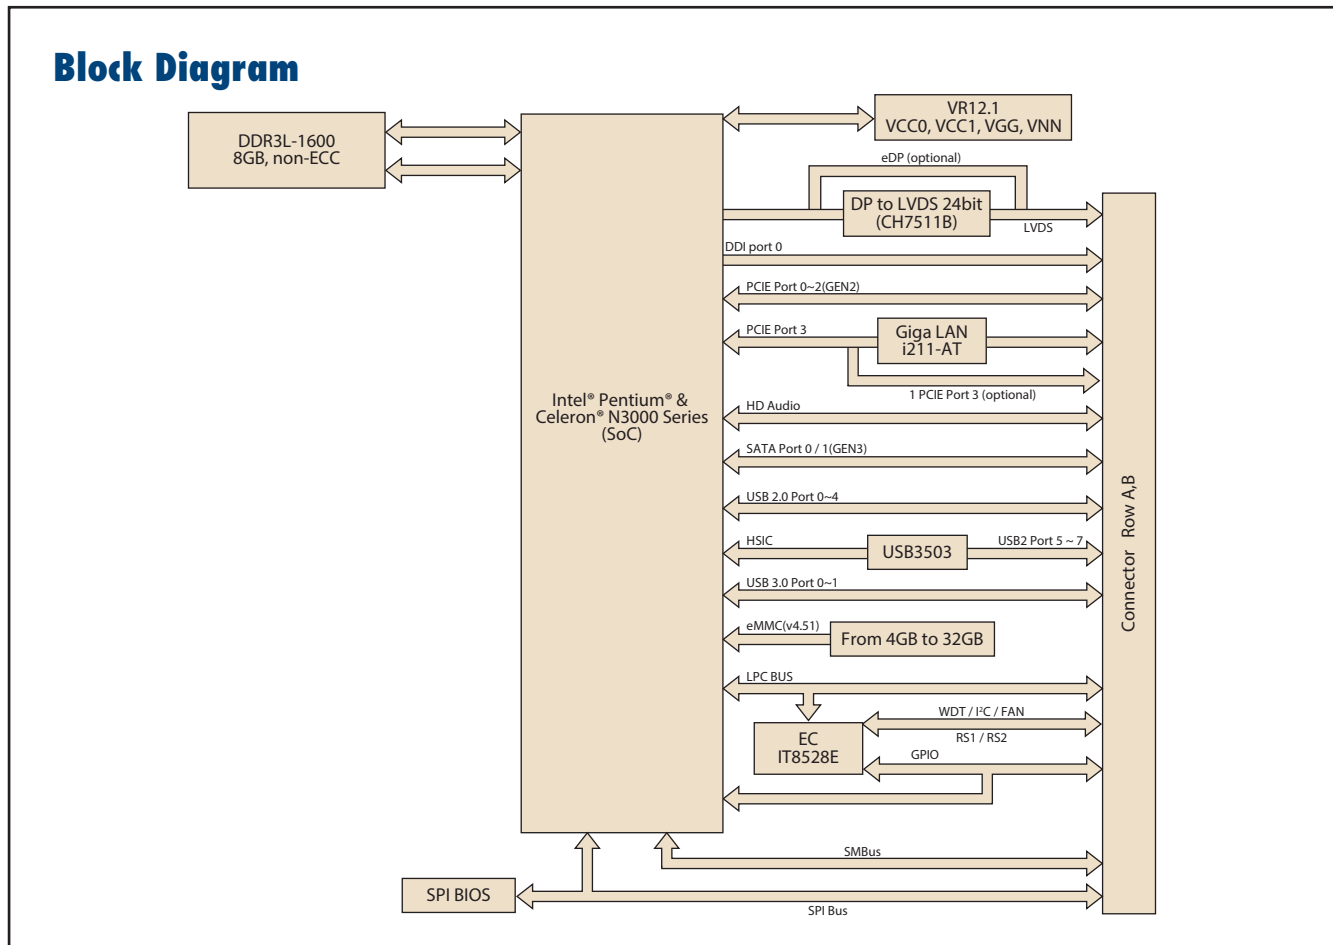 Block Diagram
DDR3L-1600
8GB, non-ECC
VR12.1
VCC0, VCC1, VGG, VNN
eDP (optional)
DP to LVDS 24bit
(CH7511B)
LVDS
DDI port 0
PCIE Port 0~2(GEN2)
PCIE Port 3
Giga LAN
i211-AT
1 PCIE Port 3 (optional)
Intel® Pentium® &
Celeron® N3000 Series
(SoC)
HD Audio
SATA Port 0 / 1(GEN3)
USB 2.0 Port 0~4
HSIC
USB3503
USB2 Port 5 ~ 7
USB 3.0 Port 0~1
eMMC(v4.51)
From 4GB to 32GB
LPC BUS
EC
IT8528E
WDT / I²C / FAN
RS1 / RS2
GPIO
Connector Row A,B
SMBus
SPI BIOS
SPI Bus